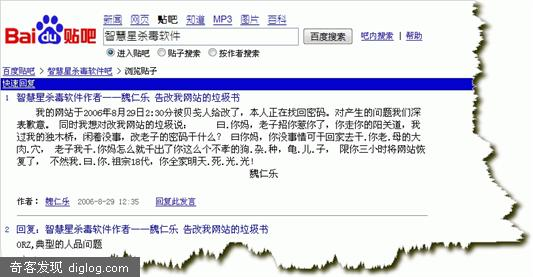 新闻 网页 贴吧 知道 MP3 图片 百科
Baidu贴吧 智慧星杀毒软件 百度搜索 吧内搜索 | 帮助
进入贴吧 贴子搜索 按作者搜索
百度贴吧 > 智慧星杀毒软件吧 > 浏览贴子
快速回复
1 智慧星杀毒软件作者一一魏仁乐 告改我网站的垃圾书
我的网站于2006年8月29日2:30分被贝戋人给改了，本人正在找回密码。对产生的问题我们深
表歉意。 同时我想对改我网站的垃圾说： 曰.你妈，老子招你惹你了，你走你的阳关道，我
过我的独木桥，闲着没事，改老子的密码干什么？ 曰你妈，你没事情可干回家去干.你老.母的大
肉.穴， 老子我千.你妈怎么就千出了你这么个不孝的狗.杂.种，龟.儿.子， 限你三小时将网站恢
复了， 不然我.曰.你.祖宗18代，你全家明天.死.光.光！
魏仁乐
作者： 魏仁乐 2006-8-29 12:35 回复此发言
2 回复：智慧星杀毒软件作者一一魏仁乐 告改我网站的垃圾书
ORZ,典型的人品问题
奇客发现 diglog.com